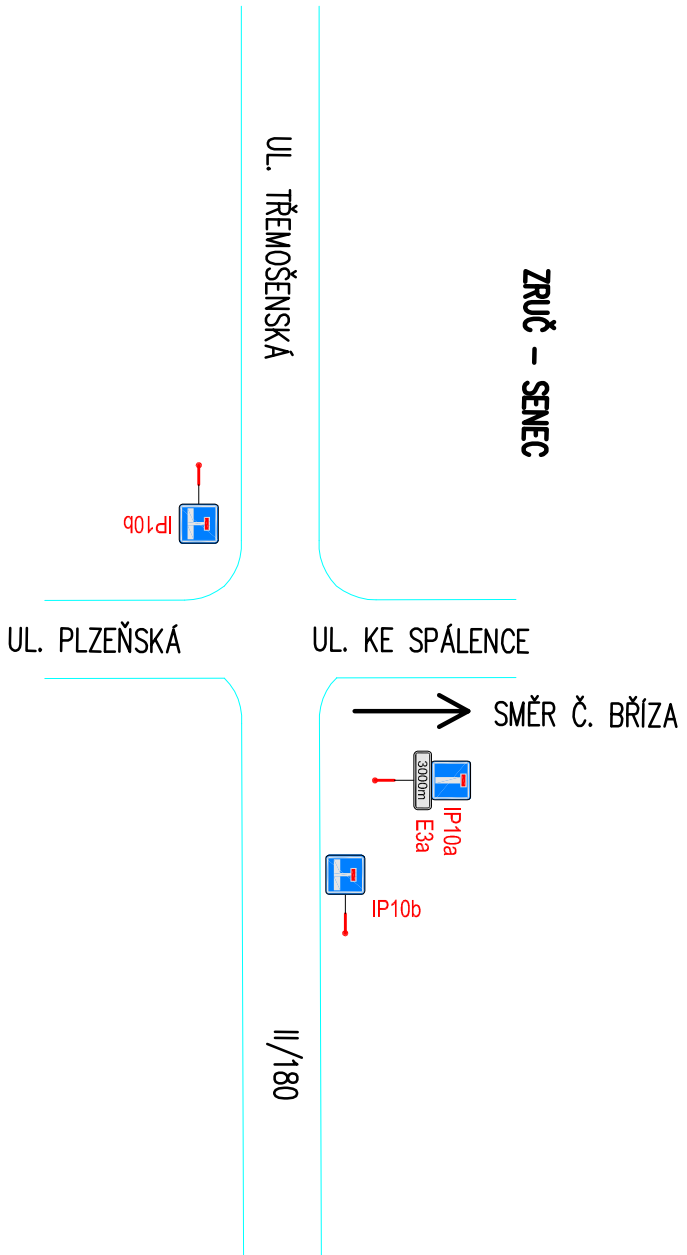 UL. TŘEMOŠENSKÁ
ZRUČ - SENEC
IP10b
UL. PLZEŇSKÁ
UL. KE SPÁLENCE
SMĚR Č. BŘÍZA
3000m
IP10a
E3a
IP10b
II/180